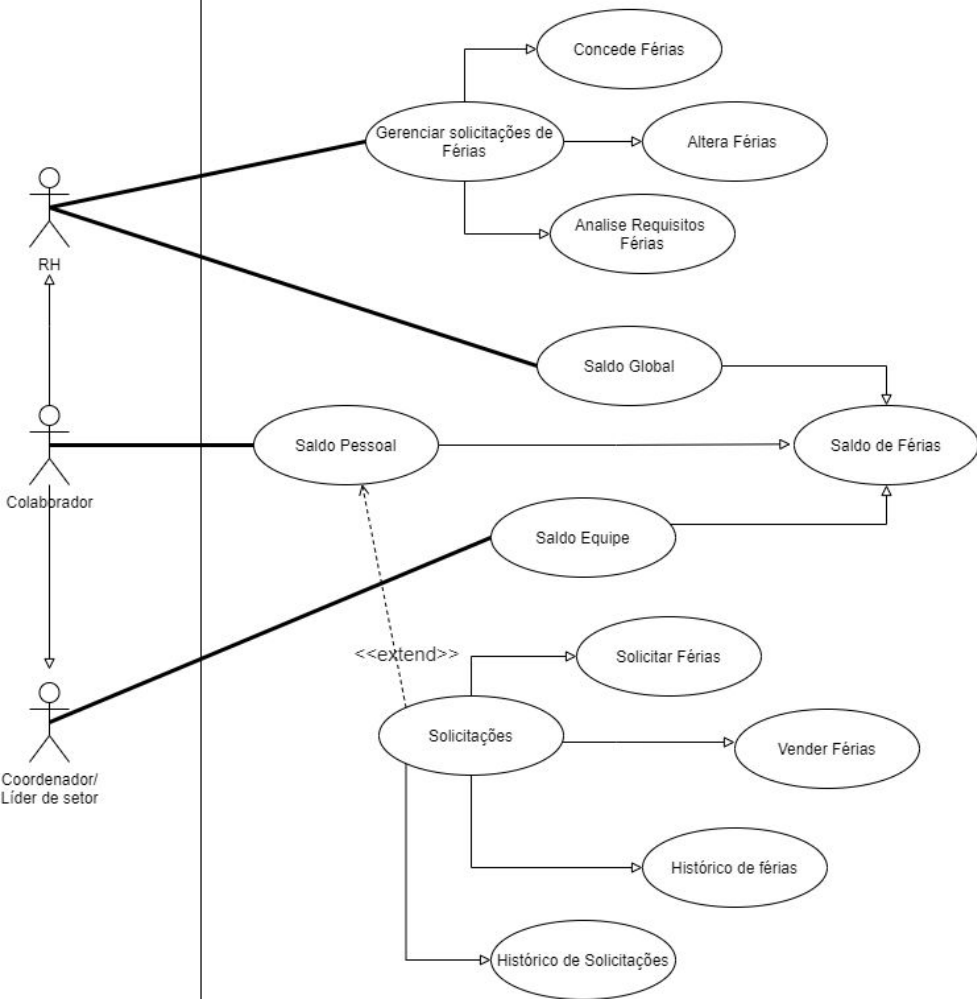 Concede Férias
Gerenciar solicitações de
Férias
Altera Férias
Analise Requisitos
Férias
RH
Saldo Global
Saldo Pessoal
Saldo de Férias
Colaborador
Saldo Equipe
<<extend>>
Solicitar Férias
Solicitações
Vender Férias
Coordenador/
Líder de setor
Histórico de férias
Histórico de Solicitações